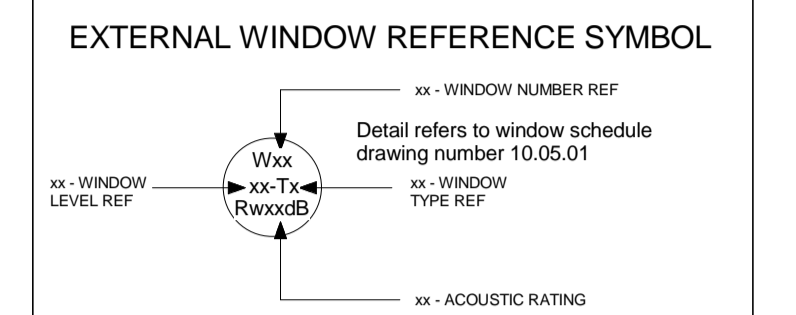 EXTERNAL WINDOW REFERENCE SYMBOL
xx - WINDOW NUMBER REF
Detail refers to window schedule
drawing number 10.05.01
Wxx
xx-Tx
RwxxdB
xx - WINDOW
LEVEL REF
xx - WINDOW
TYPE REF
xx - ACOUSTIC RATING